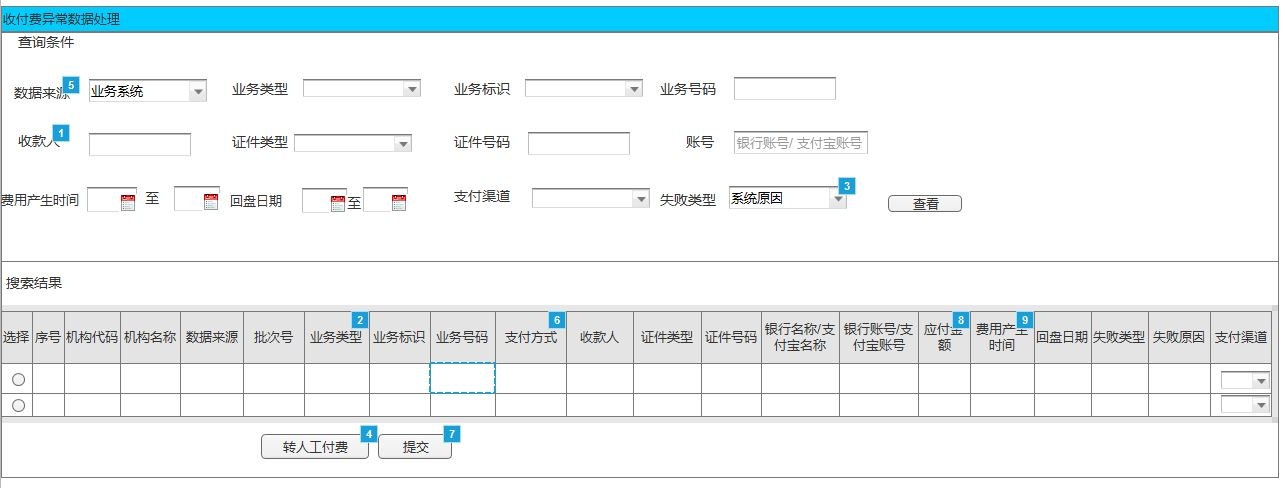 收付费异常数据处理
查询条件
数据来源 5 业务系统 业务类型 业务标识 业务号码
收款人 1 证件类型 证件号码 账号 银行账号/ 支付宝账号
费用产生时间 至 回盘日期 至 支付渠道 失败类型 系统原因 3 查看
搜索结果
选择 序号 机构代码 机构名称 数据来源 批次号 业务类型 2 业务标识 业务号码 支付方式 6 收款人 证件类型 证件号码 银行名称/支付宝名称 银行账号/支付宝账号 应付金额 8 费用产生时间 9 回盘日期 失败类型 失败原因 支付渠道
转人工付费 4 提交 7